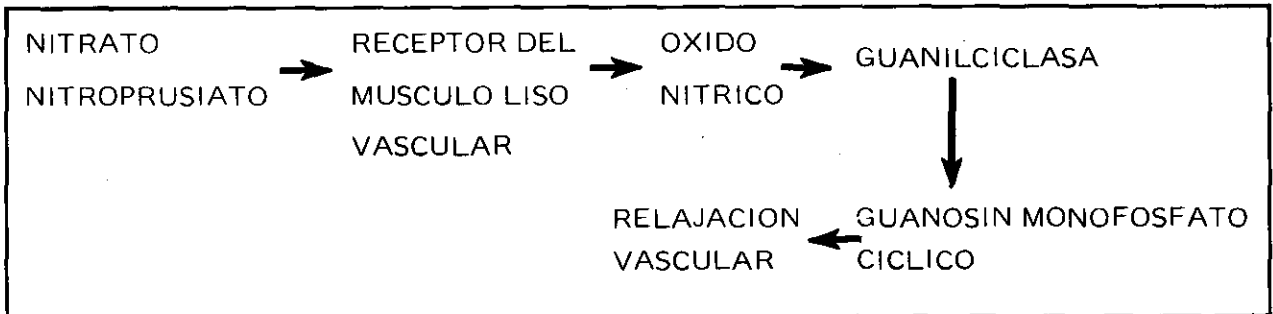 NITRATO
NITROPRUSIATO
RECEPTOR DEL
MUSCULO LISO
VASCULAR
OXIDO
NITRICO
GUANILCICLASA
GUANOSIN MONOFOSFATO
CICLICO
RELAJACION
VASCULAR